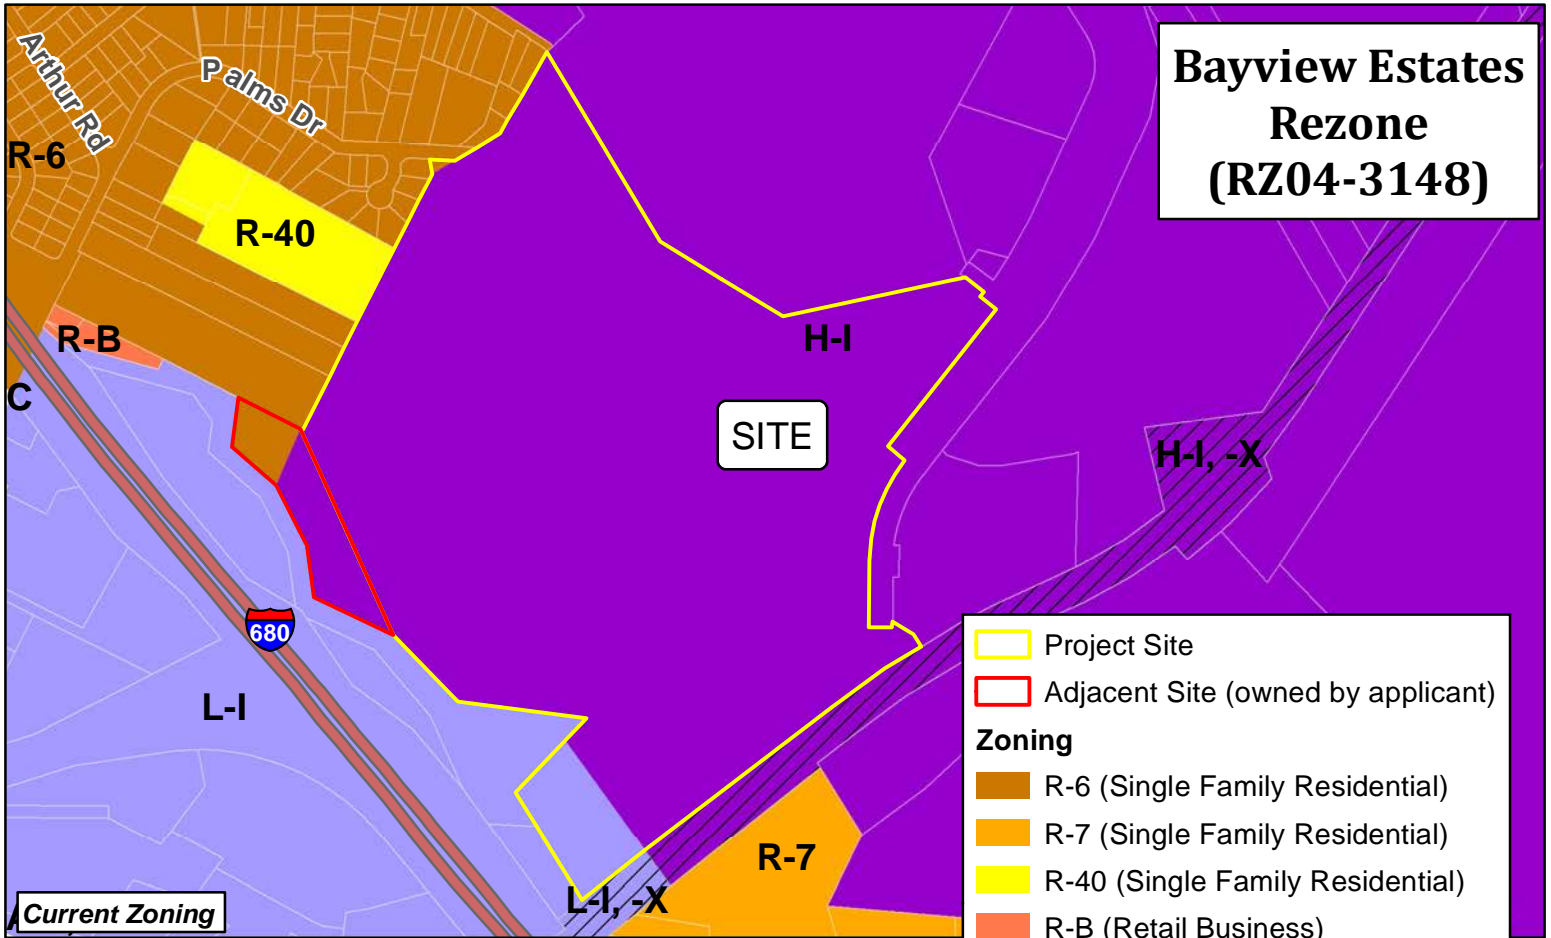 Bayview Estates
Rezone
(RZ04-3148)
Arthur Rd
Palms Dr
R-6
R-40
R-B
H-I
C
SITE
H-I, -X
680
L-I
R-7
L-I, -X
Current Zoning
Project Site
Adjacent Site (owned by applicant)
Zoning
R-6 (Single Family Residential)
R-7 (Single Family Residential)
R-40 (Single Family Residential)
R-B (Retail Business)